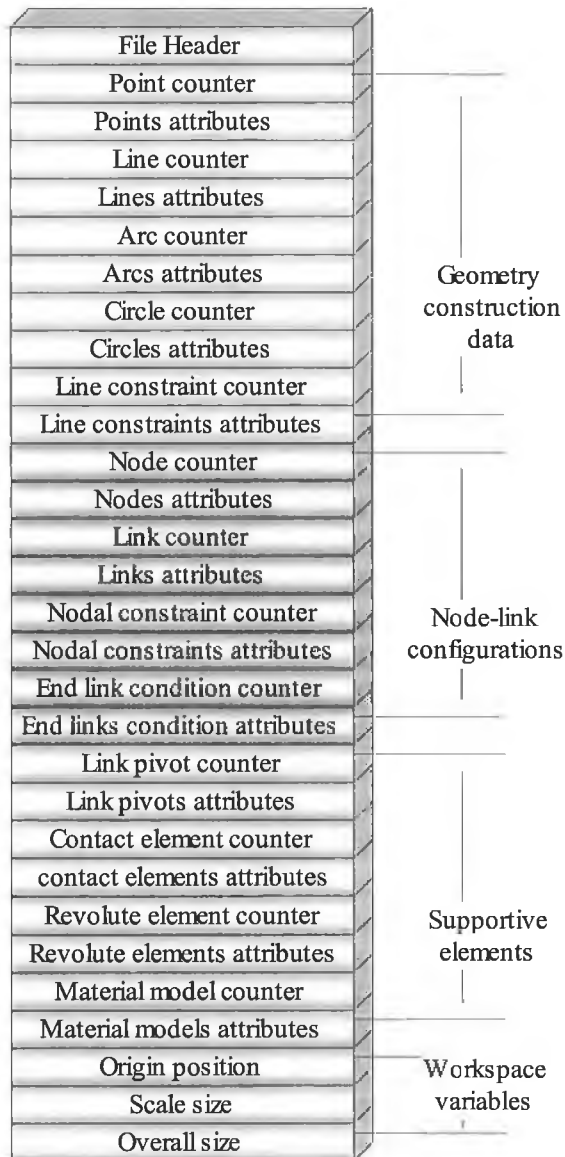 File Header
Point counter
Points attributes
Line counter
Lines attributes
Arc counter
Arcs attributes
Circle counter
Circles attributes
Line constraint counter
Line constraints attributes
Node counter
Nodes attributes
Link counter
Links attributes
Nodal constraint counter
Nodal constraints attributes
End link condition counter
End links condition attributes
Link pivot counter
Link pivots attributes
Contact element counter
contact elements attributes
Revolute element counter
Revolute elements attributes
Material model counter
Material models attributes
Origin position
Scale size
Overall size
Geometry
construction
data
Node-link
configurations
Supportive
elements
Workspace
variables